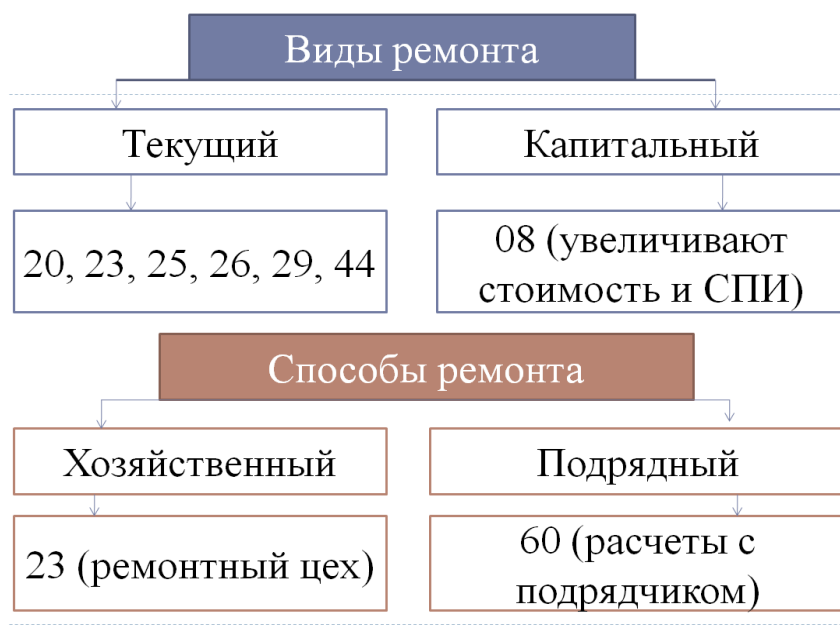 Виды ремонта
Текущий
Капитальный
20, 23, 25, 26, 29, 44
08 (увеличивают
стоимость и СПИ)
Способы ремонта
Хозяйственный
Подрядный
23 (ремонтный цех)
60 (расчеты с
подрядчиком)